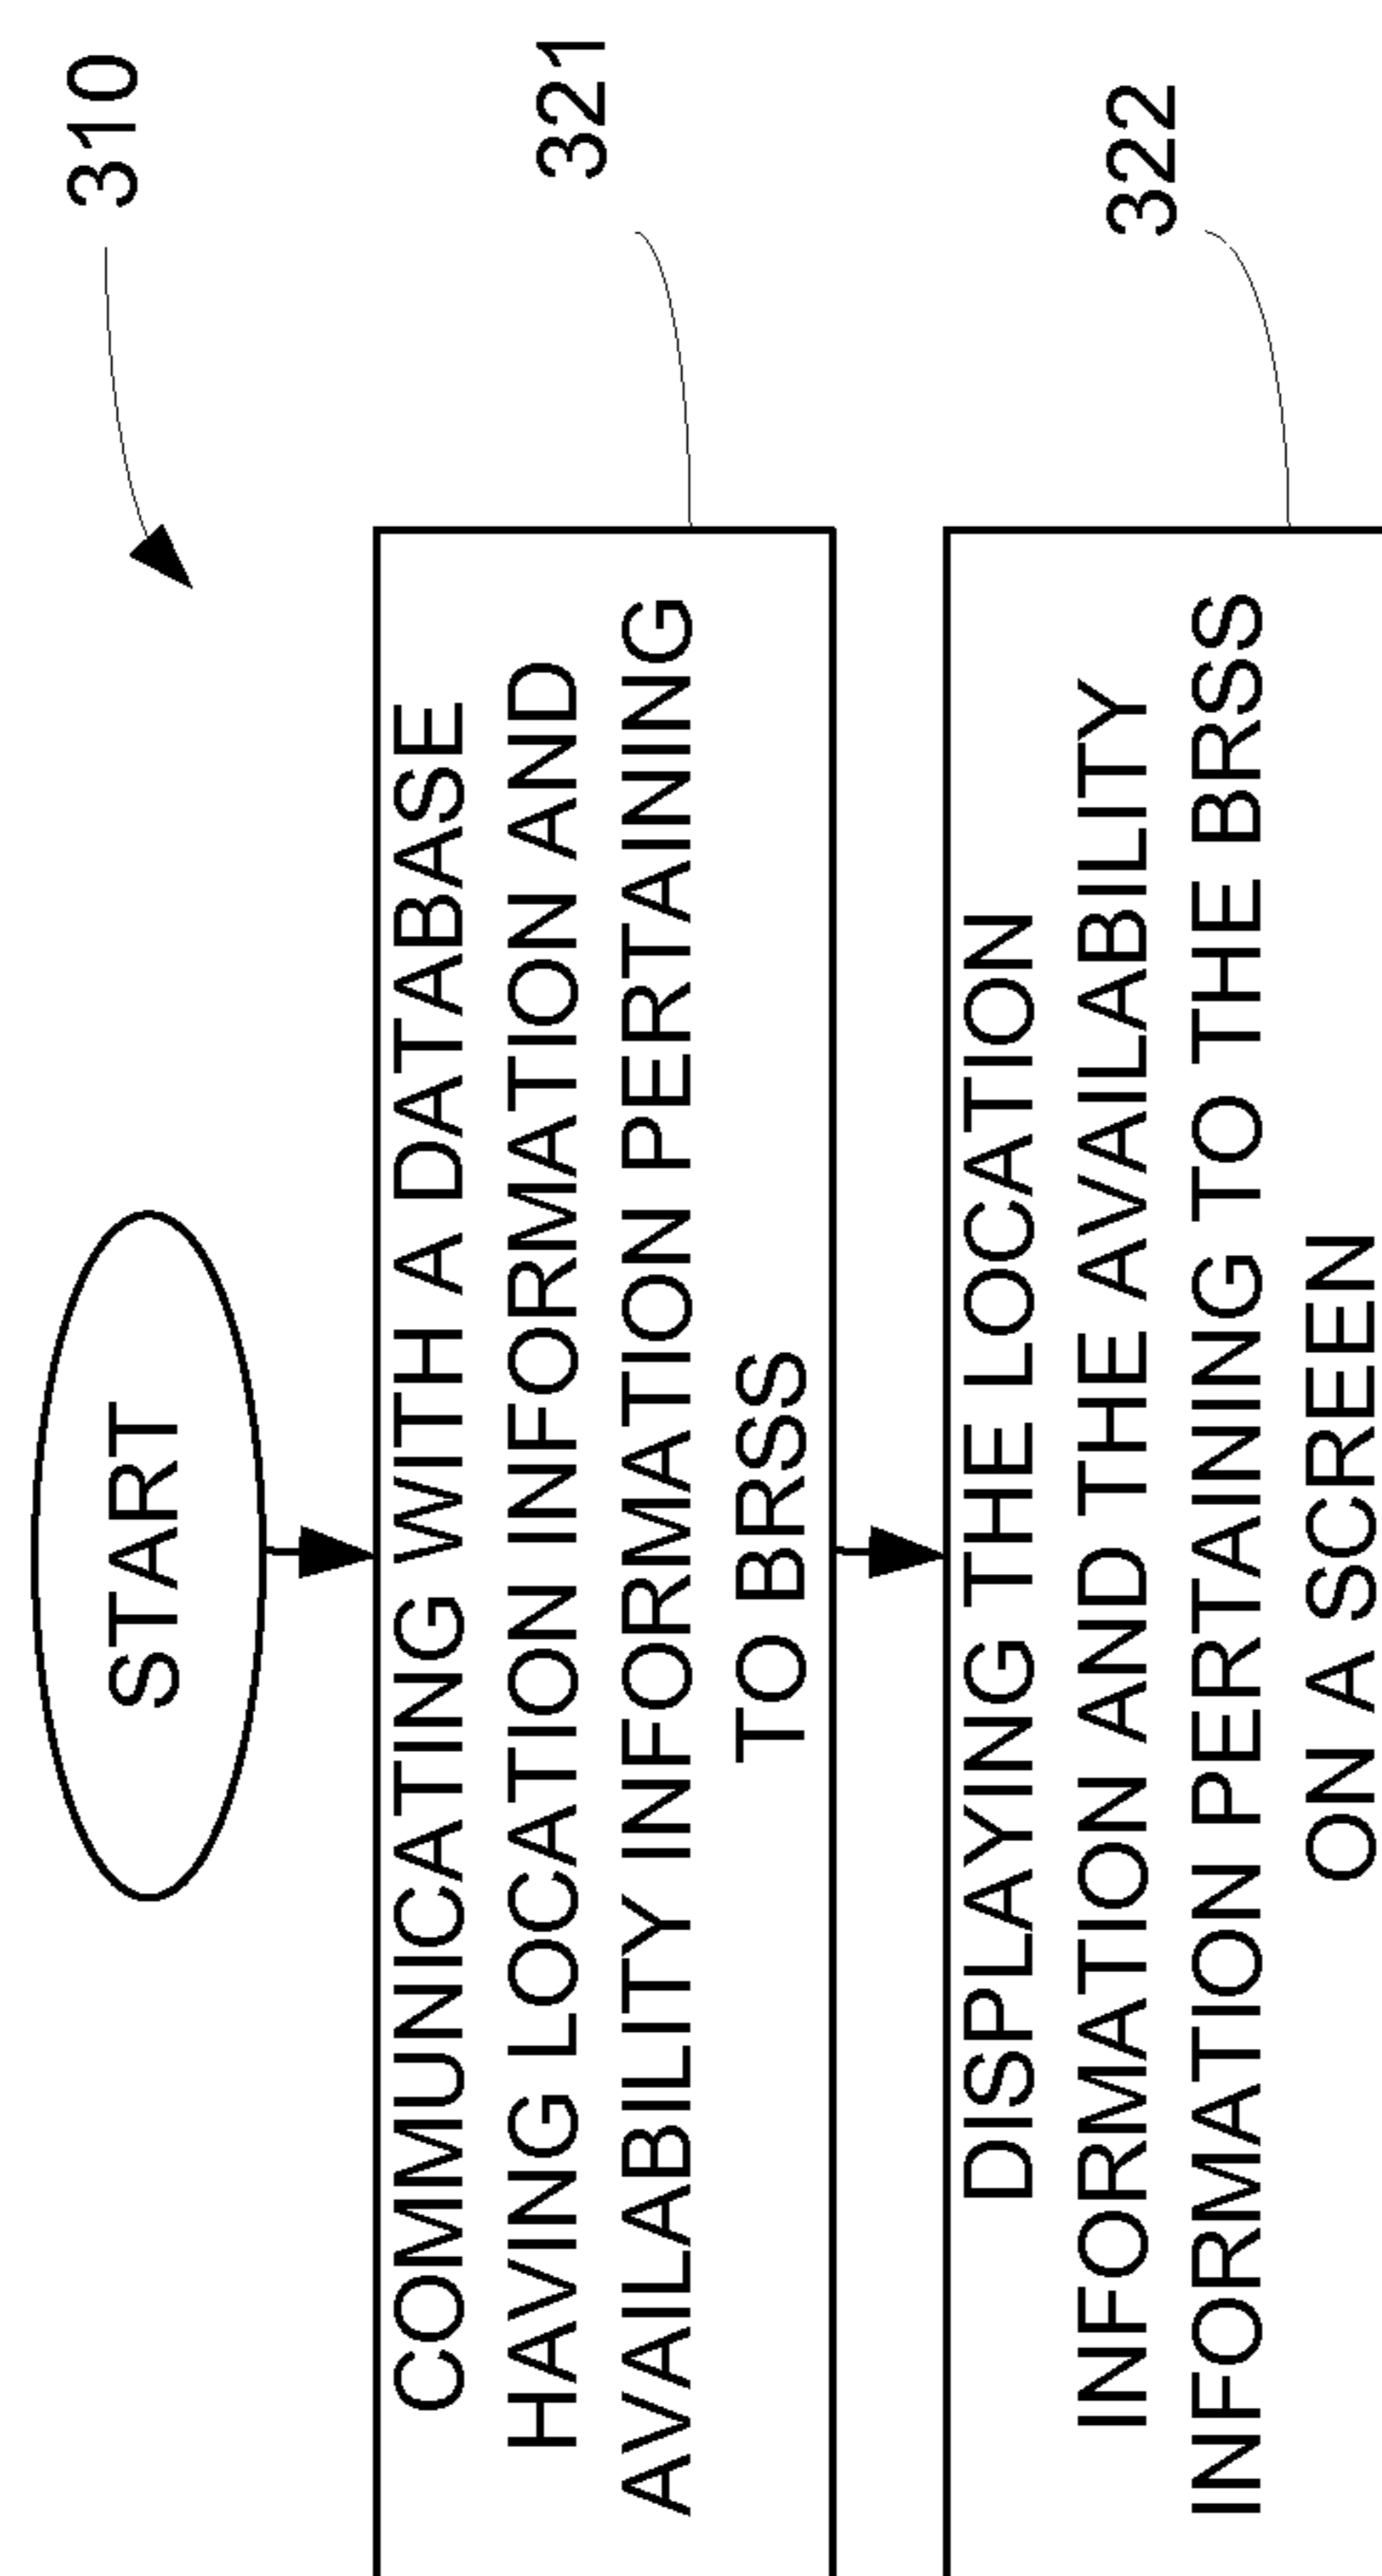 310
START
COMMUNICATING WITH A DATABASE
HAVING LOCATION INFORMATION AND
AVAILABILITY INFORMATION PERTAINING
TO BRSS
321
DISPLAYING THE LOCATION
INFORMATION AND THE AVAILABILITY
INFORMATION PERTAINING TO THE BRSS
ON A SCREEN
322